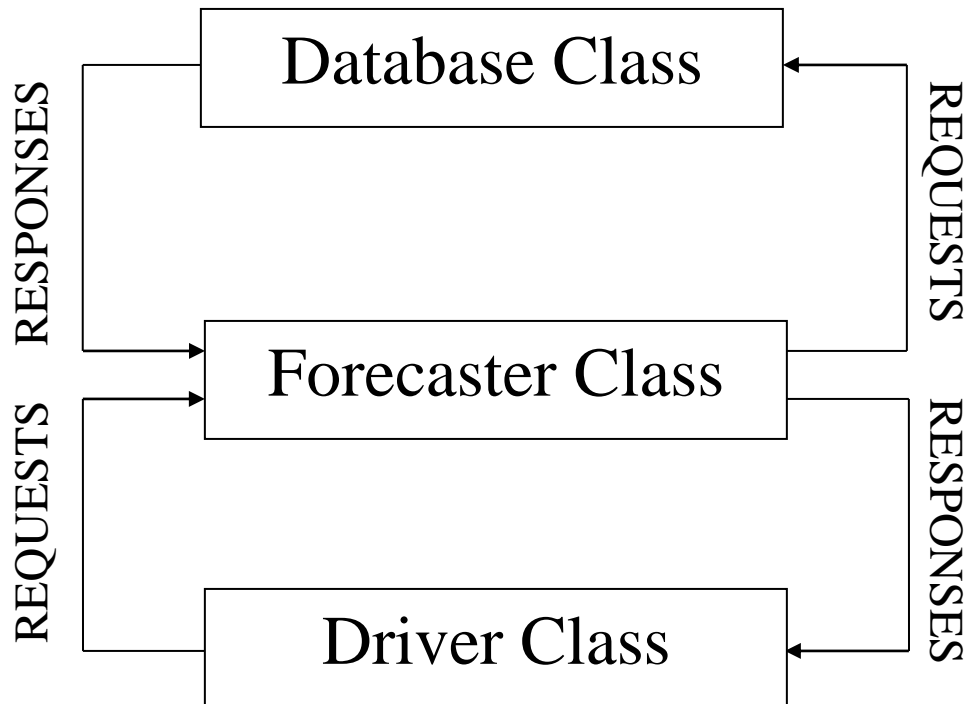 Database Class
RESPONSES
REQUESTS
Forecaster Class
REQUESTS
RESPONSES
Driver Class